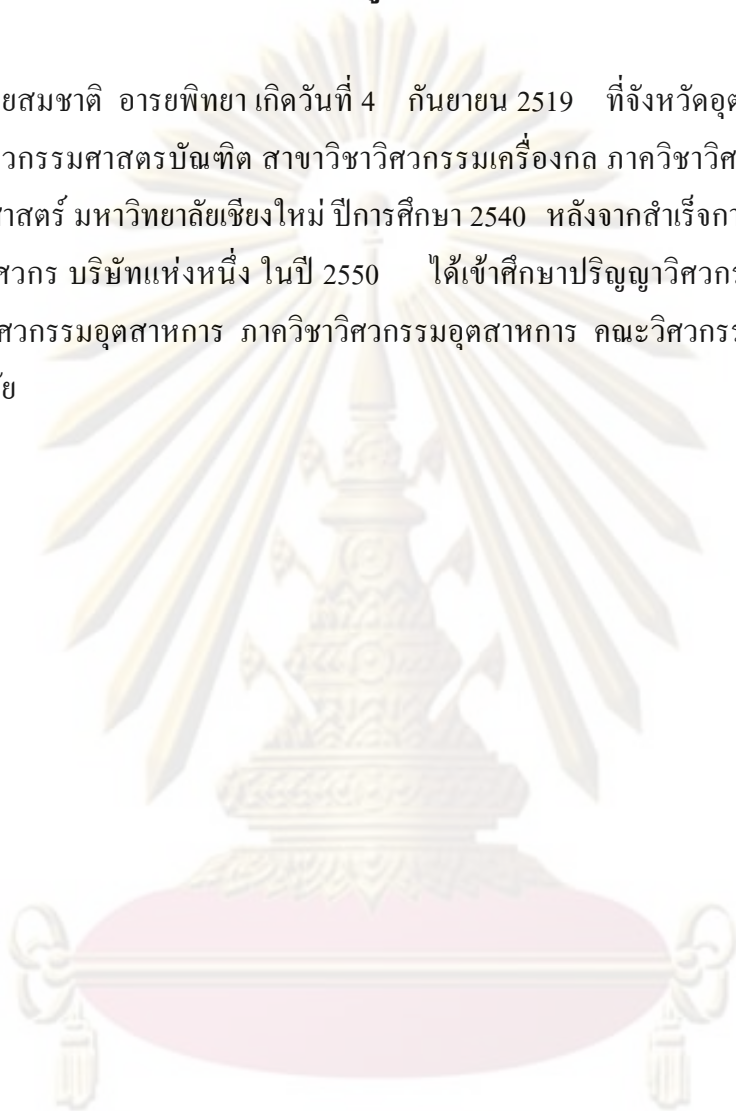 ยสมชาติ อารยพิทยา เกิดวันที่ 4 กันยายน 2519 ที่จังหวัดอุต
วกรรมศาสตรบัณฑิต สาขาวิชาวิศวกรรมเครื่องกล ภาควิชาวิศ
ศาสตร์ มหาวิทยาลัยเชียงใหม่ ปีการศึกษา 2540 หลังจากสำเร็จกา
ศวกร บริษัทแห่งหนึ่ง ในปี 2550 ได้เข้าศึกษาปริญญาวิศวกร
ศวกรรมอุตสาหการ ภาควิชาวิศวกรรมอุตสาหการ คณะวิศวกรร
ัย